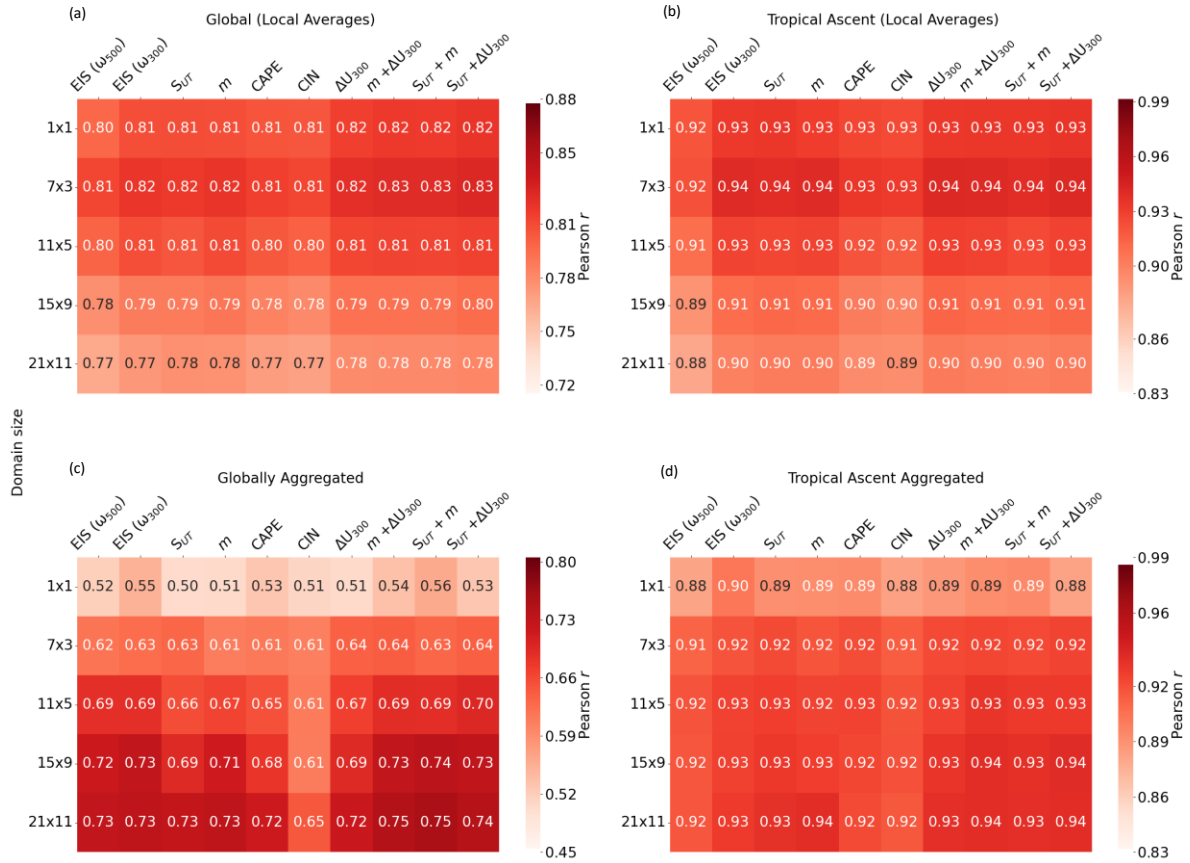 (a)
Global (Local Averages)
EIS (ω500) EIS (ω300) SUT m CAPE CIN ΔU300 m +ΔU300 SUT + m SUT +ΔU300
1x1 0.80 0.81 0.81 0.81 0.81 0.81 0.82 0.82 0.82 0.82
7x3 0.81 0.82 0.82 0.82 0.81 0.81 0.82 0.83 0.83 0.83
11x5 0.80 0.81 0.81 0.81 0.80 0.80 0.81 0.81 0.81 0.81
15x9 0.78 0.79 0.79 0.79 0.78 0.78 0.79 0.79 0.79 0.80
21x11 0.77 0.77 0.78 0.78 0.77 0.77 0.78 0.78 0.78 0.78
0.88
0.85
0.81
0.78
0.75
0.72
Pearson r
(b)
Tropical Ascent (Local Averages)
EIS (ω500) EIS (ω300) SUT m CAPE CIN ΔU300 m +ΔU300 SUT + m SUT +ΔU300
1x1 0.92 0.93 0.93 0.93 0.93 0.93 0.93 0.93 0.93 0.93
7x3 0.92 0.94 0.94 0.94 0.93 0.93 0.94 0.94 0.94 0.94
11x5 0.91 0.93 0.93 0.93 0.92 0.92 0.93 0.93 0.93 0.93
15x9 0.89 0.91 0.91 0.91 0.90 0.90 0.91 0.91 0.91 0.91
21x11 0.88 0.90 0.90 0.90 0.89 0.89 0.90 0.90 0.90 0.90
0.99
0.96
0.93
0.90
0.86
0.83
Pearson r
Domain size
(c)
Globally Aggregated
EIS (ω500) EIS (ω300) SUT m CAPE CIN ΔU300 m +ΔU300 SUT + m SUT +ΔU300
1x1 0.52 0.55 0.50 0.51 0.53 0.51 0.51 0.54 0.56 0.53
7x3 0.62 0.63 0.63 0.61 0.61 0.61 0.64 0.64 0.63 0.64
11x5 0.69 0.69 0.66 0.67 0.65 0.61 0.67 0.69 0.69 0.70
15x9 0.72 0.73 0.69 0.71 0.68 0.61 0.69 0.73 0.74 0.73
21x11 0.73 0.73 0.73 0.73 0.72 0.65 0.72 0.75 0.75 0.74
0.80
0.73
0.66
0.59
0.52
0.45
Pearson r
(d)
Tropical Ascent Aggregated
EIS (ω500) EIS (ω300) SUT m CAPE CIN ΔU300 m +ΔU300 SUT + m SUT +ΔU300
1x1 0.88 0.90 0.89 0.89 0.89 0.88 0.89 0.89 0.89 0.88
7x3 0.91 0.92 0.92 0.92 0.92 0.91 0.92 0.92 0.92 0.92
11x5 0.92 0.93 0.93 0.93 0.92 0.92 0.93 0.93 0.93 0.93
15x9 0.92 0.93 0.93 0.93 0.92 0.92 0.93 0.94 0.93 0.94
21x11 0.92 0.93 0.93 0.94 0.92 0.92 0.93 0.94 0.93 0.94
0.99
0.96
0.92
0.89
0.86
0.83
Pearson r